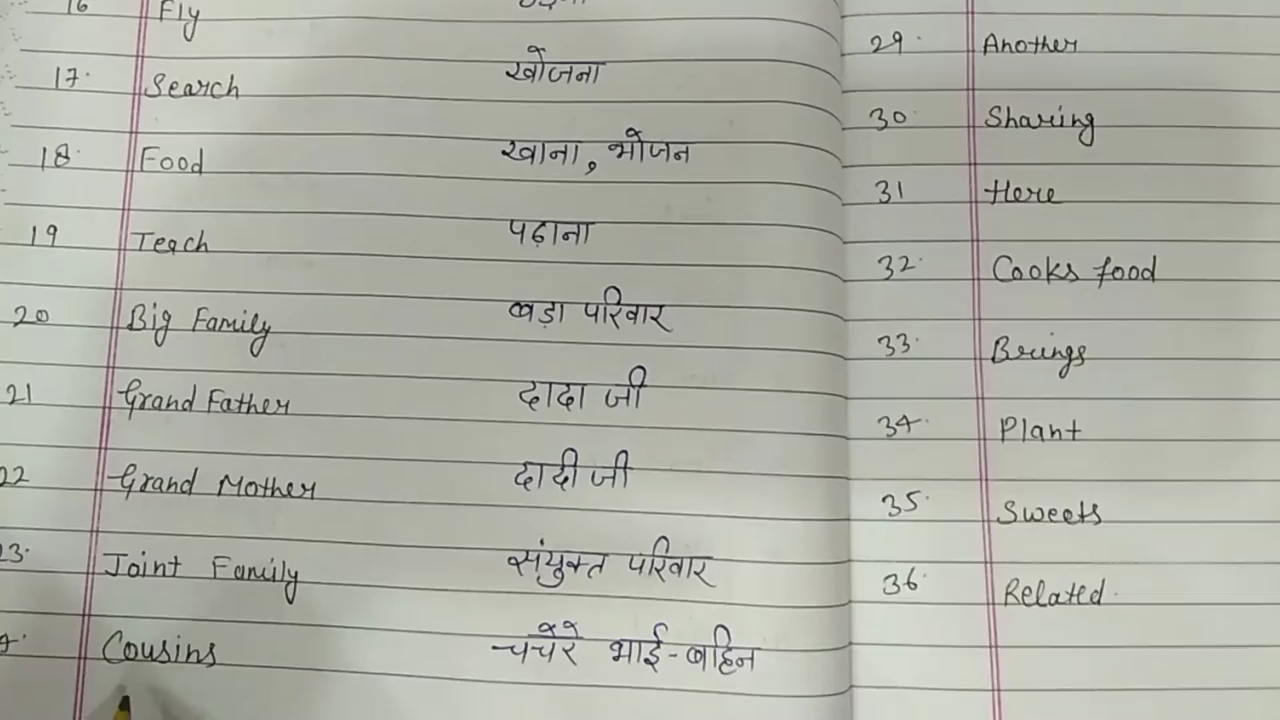 16 Fly
17. Search खोजना
18. Food खाना, भोजन
19 Teach पढ़ाना
20 Big Family बड़ा परिवार
21 Grand Father दादा जी
22 Grand Mother दादी जी
23. Joint Family संयुक्त परिवार
Cousins चचेरे भाई-बहिन
29. Another
30. Sharing
31 Here
32. Cooks food
33. Brings
34. Plant
35. Sweets
36. Related.